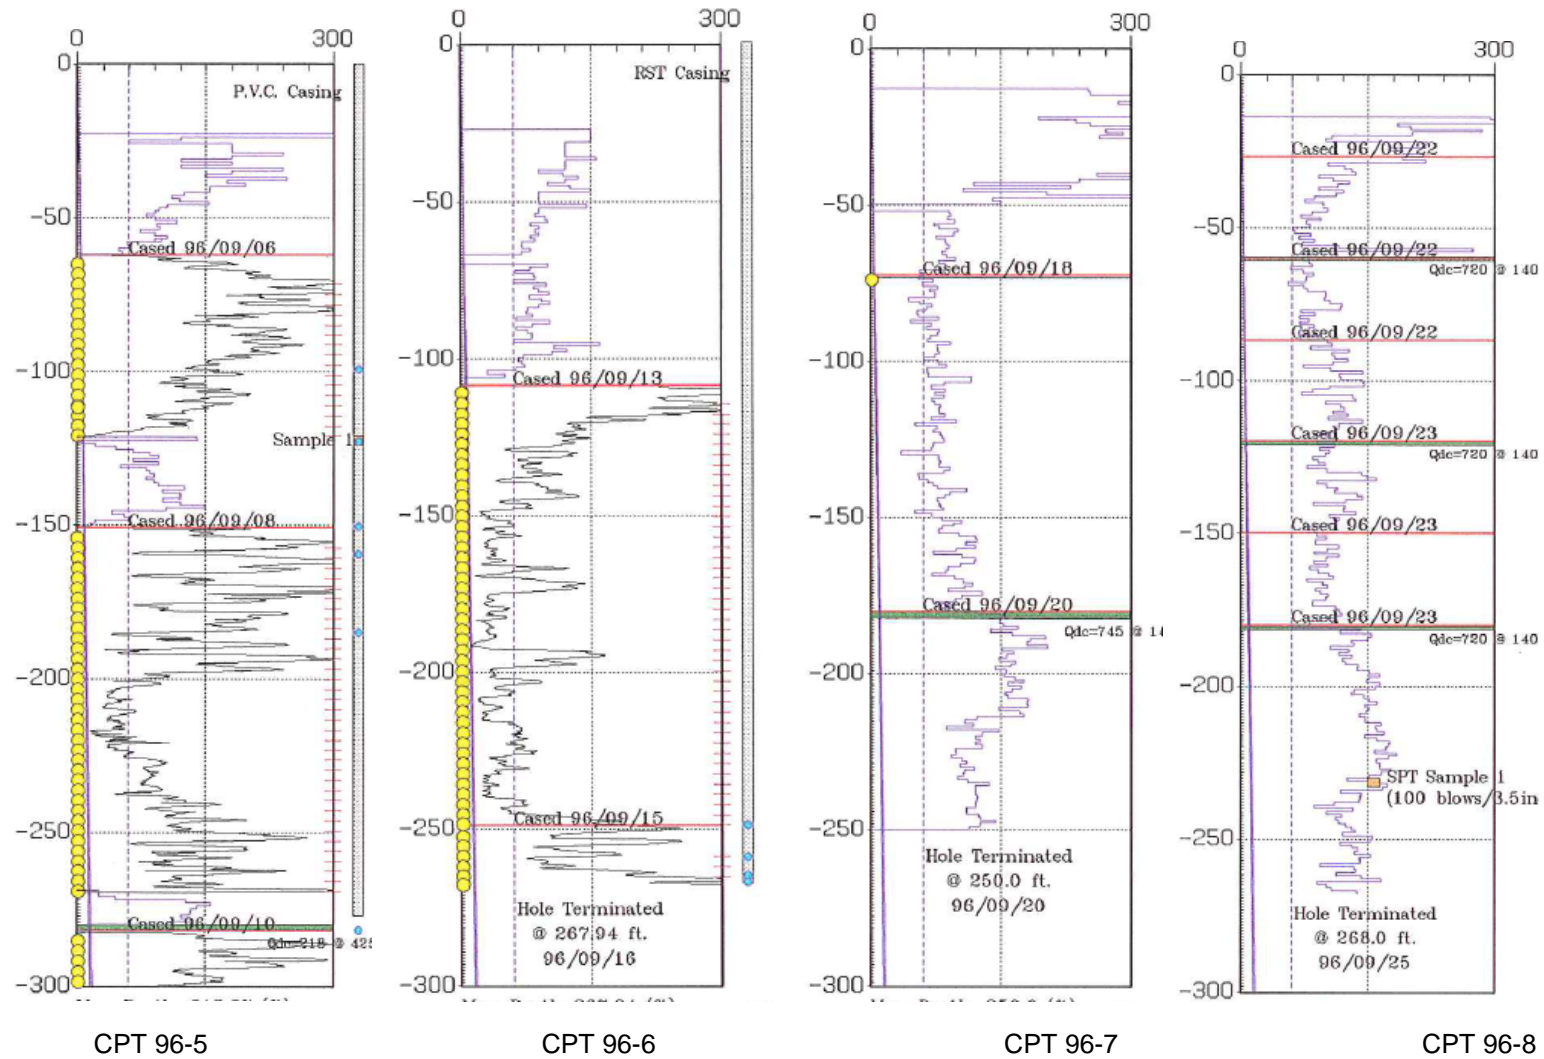 0
300
0
P.V.C. Casing
-50
Cased 96/09/06
-100
Sample 1
-150
Cased 96/09/08
-200
-250
Cased 96/09/10
Qdc=218 @ 425
-300
CPT 96-5
0
300
0
RST Casing
-50
-100
Cased 96/09/13
-150
-200
-250
Cased 96/09/15
Hole Terminated
@ 267.94 ft.
96/09/16
-300
CPT 96-6
0
300
0
-50
Cased 96/09/18
-100
-150
Cased 96/09/20
Qdc=745 @ 14
-200
-250
Hole Terminated
@ 250.0 ft.
96/09/20
-300
CPT 96-7
0
300
0
Cased 96/09/22
-50
Cased 96/09/22
Qdc=720 @ 140
Cased 96/09/22
-100
Cased 96/09/23
Qdc=720 @ 140
Cased 96/09/23
-150
Cased 96/09/23
Qdc=720 @ 140
-200
SPT Sample 1
(100 blows/3.5in
-250
Hole Terminated
@ 268.0 ft.
96/09/25
-300
CPT 96-8